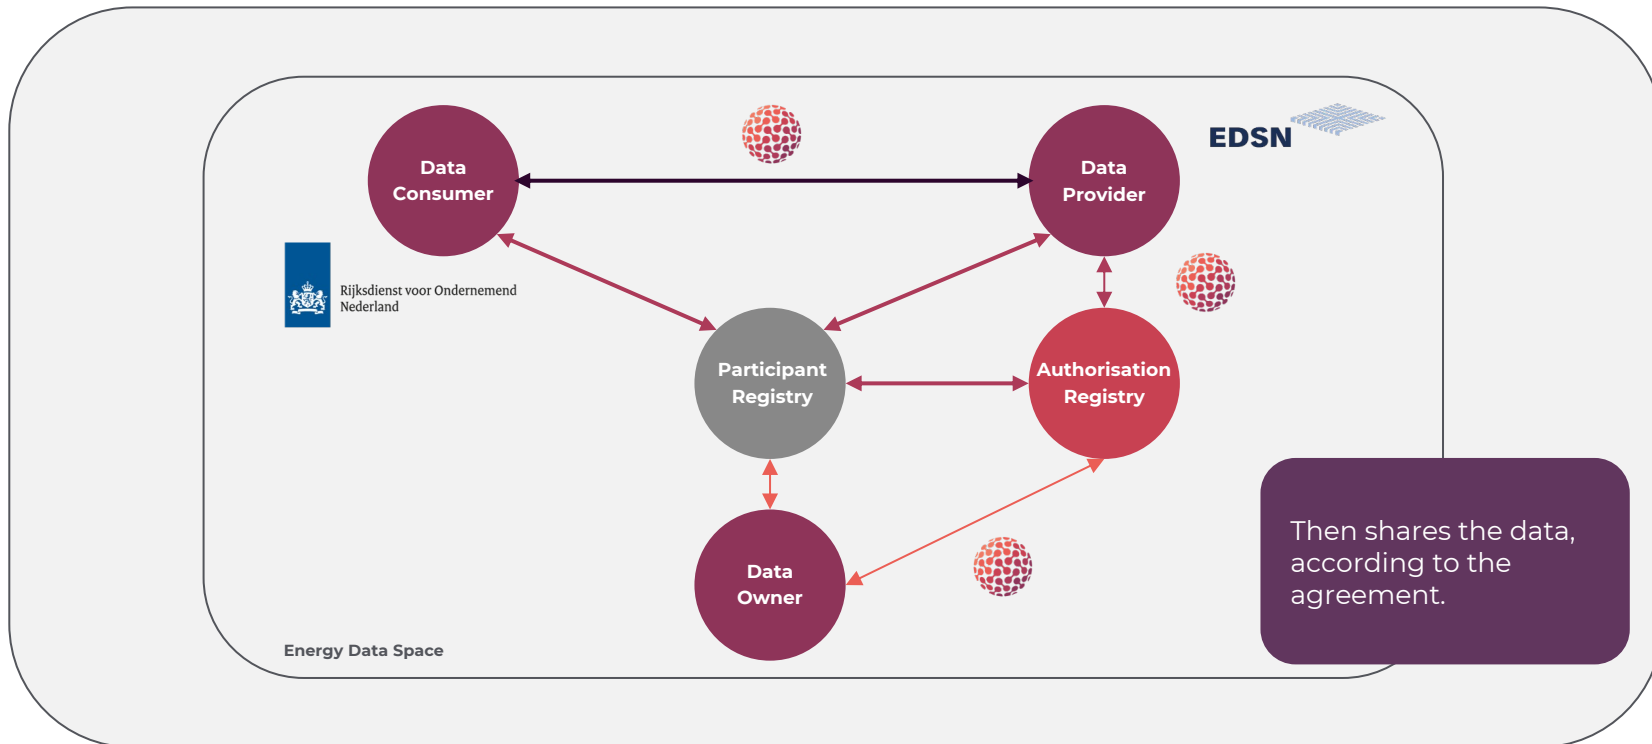 Data
Consumer
Data
Provider
EDSN
Rijksdienst voor Ondernemend
Nederland
Participant
Registry
Authorisation
Registry
Data
Owner
Then shares the data,
according to the
agreement.
Energy Data Space